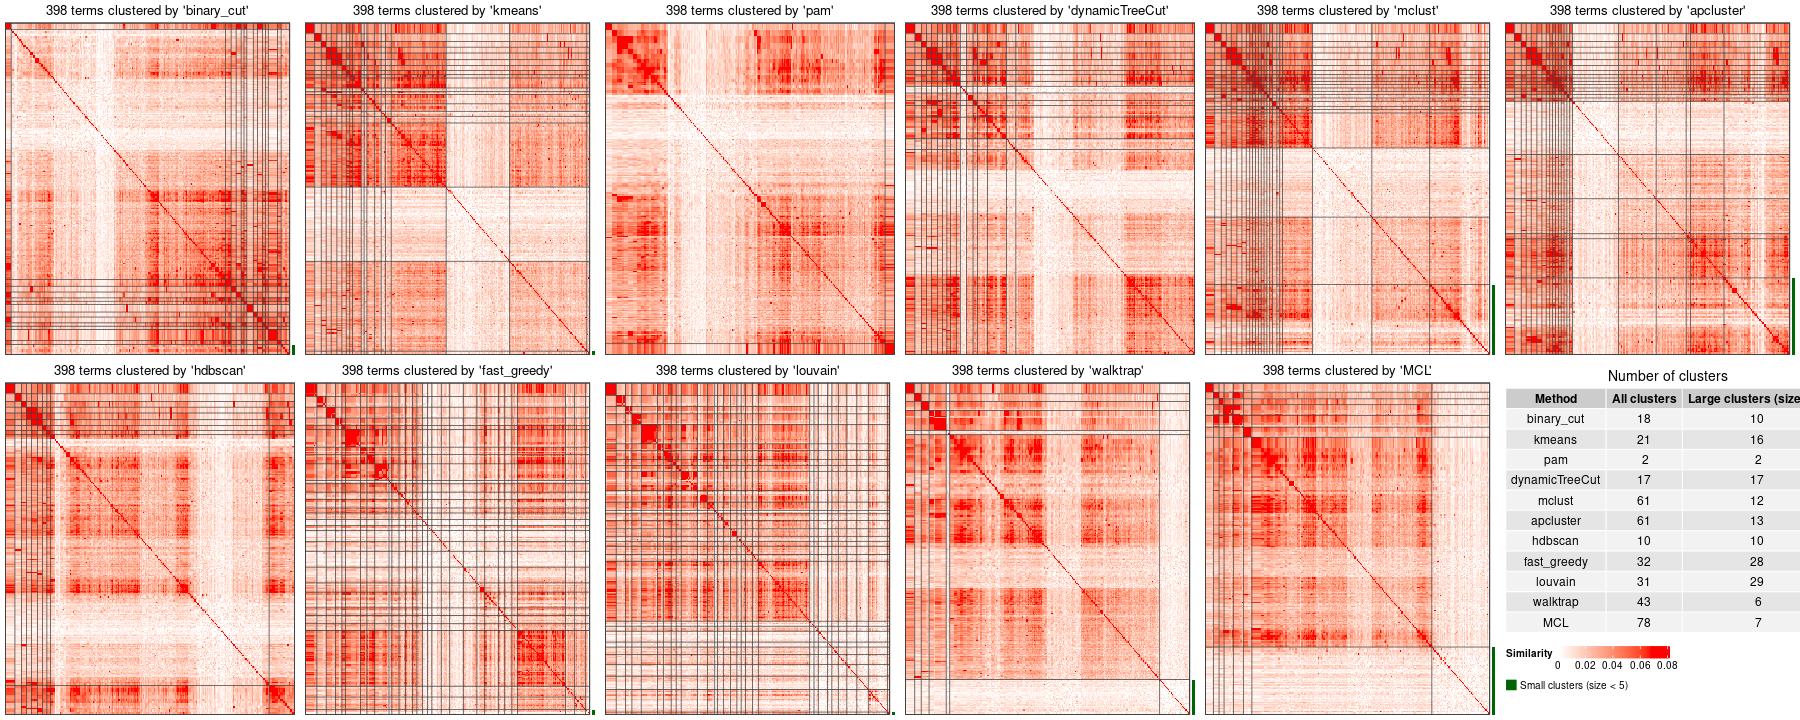 398 terms clustered by 'binary_cut'
398 terms clustered by 'kmeans'
398 terms clustered by 'pam'
398 terms clustered by 'dynamicTreeCut'
398 terms clustered by 'mclust'
398 terms clustered by 'apcluster'
398 terms clustered by 'hdbscan'
398 terms clustered by 'fast_greedy'
398 terms clustered by 'louvain'
398 terms clustered by 'walktrap'
398 terms clustered by 'MCL'
Number of clusters
Method All clusters Large clusters (size
binary_cut 18 10
kmeans 21 16
pam 2 2
dynamicTreeCut 17 17
mclust 61 12
apcluster 61 13
hdbscan 10 10
fast_greedy 32 28
louvain 31 29
walktrap 43 6
MCL 78 7
Similarity
0 0.02 0.04 0.06 0.08
Small clusters (size < 5)